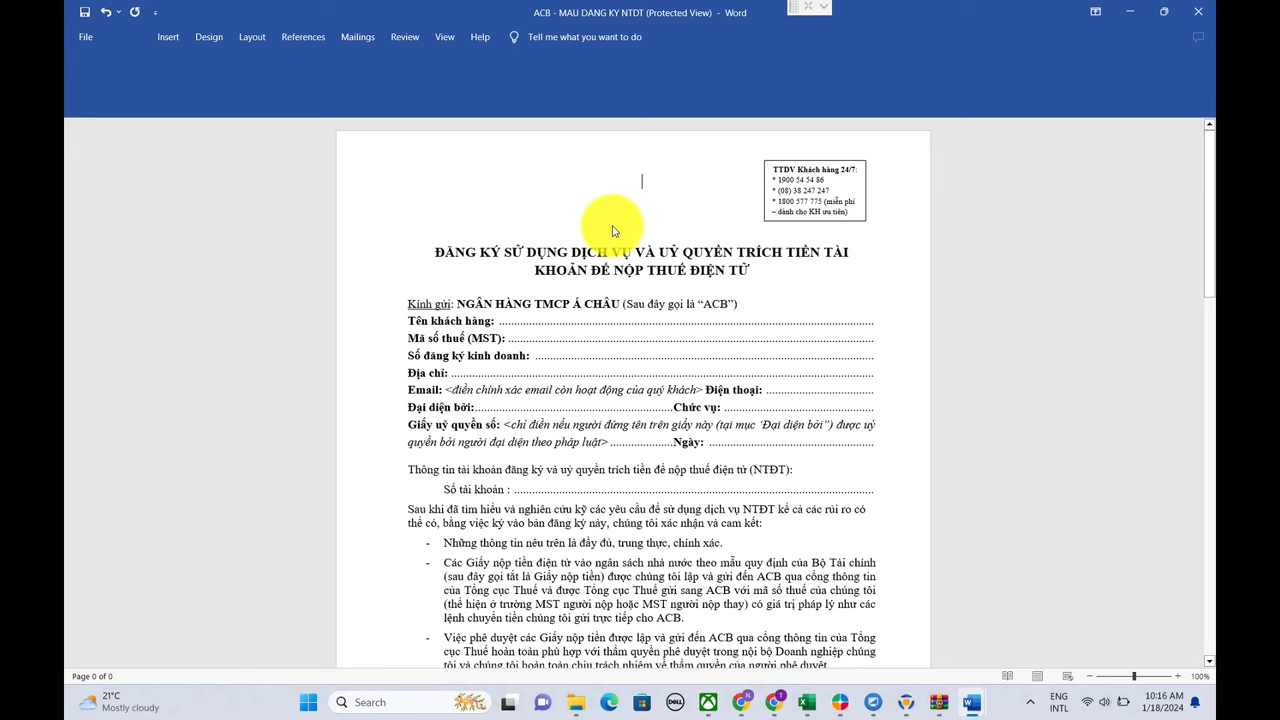 ACB - MAU DANG KY NTDT (Protected View) - Word
File Insert Design Layout References Mailings Review View Help Tell me what you want to do
TTDV Khách hàng 24/7:
* 1900 54 54 86
* (08) 38 247 247
* 1800 577 775 (miễn phí
– dành cho KH ưu tiên)
ĐĂNG KÝ SỬ DỤNG DỊCH VỤ VÀ UỶ QUYỀN TRÍCH TIỀN TÀI
KHOẢN ĐỂ NỘP THUẾ ĐIỆN TỬ
Kính gửi: NGÂN HÀNG TMCP Á CHÂU (Sau đây gọi là “ACB”)
Tên khách hàng:
Mã số thuế (MST):
Số đăng ký kinh doanh:
Địa chỉ:
Email: <điền chính xác email còn hoạt động của quý khách> Điện thoại:
Đại diện bởi: Chức vụ:
Giấy uỷ quyền số: <chỉ điền nếu người đứng tên trên giấy này (tại mục ‘Đại diện bởi”) được uỷ
quyền bởi người đại diện theo pháp luật> Ngày:
Thông tin tài khoản đăng ký và uỷ quyền trích tiền để nộp thuế điện tử (NTĐT):
Số tài khoản :
Sau khi đã tìm hiểu và nghiên cứu kỹ các yêu cầu để sử dụng dịch vụ NTĐT kể cả các rủi ro có
thể có, bằng việc ký vào bản đăng ký này, chúng tôi xác nhận và cam kết:
- Những thông tin nêu trên là đầy đủ, trung thực, chính xác.
- Các Giấy nộp tiền điện tử vào ngân sách nhà nước theo mẫu quy định của Bộ Tài chính
(sau đây gọi tắt là Giấy nộp tiền) được chúng tôi lập và gửi đến ACB qua cổng thông tin
của Tổng cục Thuế và được Tổng cục Thuế gửi sang ACB với mã số thuế của chúng tôi
(thể hiện ở trường MST người nộp hoặc MST người nộp thay) có giá trị pháp lý như các
lệnh chuyển tiền chúng tôi gửi trực tiếp cho ACB.
- Việc phê duyệt các Giấy nộp tiền được lập và gửi đến ACB qua cổng thông tin của Tổng
cục Thuế hoàn toàn phù hợp với thẩm quyền phê duyệt trong nội bộ Doanh nghiệp chúng
tôi và chúng tôi hoàn toàn chịu trách nhiệm về thẩm quyền của người phê duyệt.
Page 0 of 0
100%
21°C
Mostly cloudy
Search
ENG
INTL
10:16 AM
1/18/2024